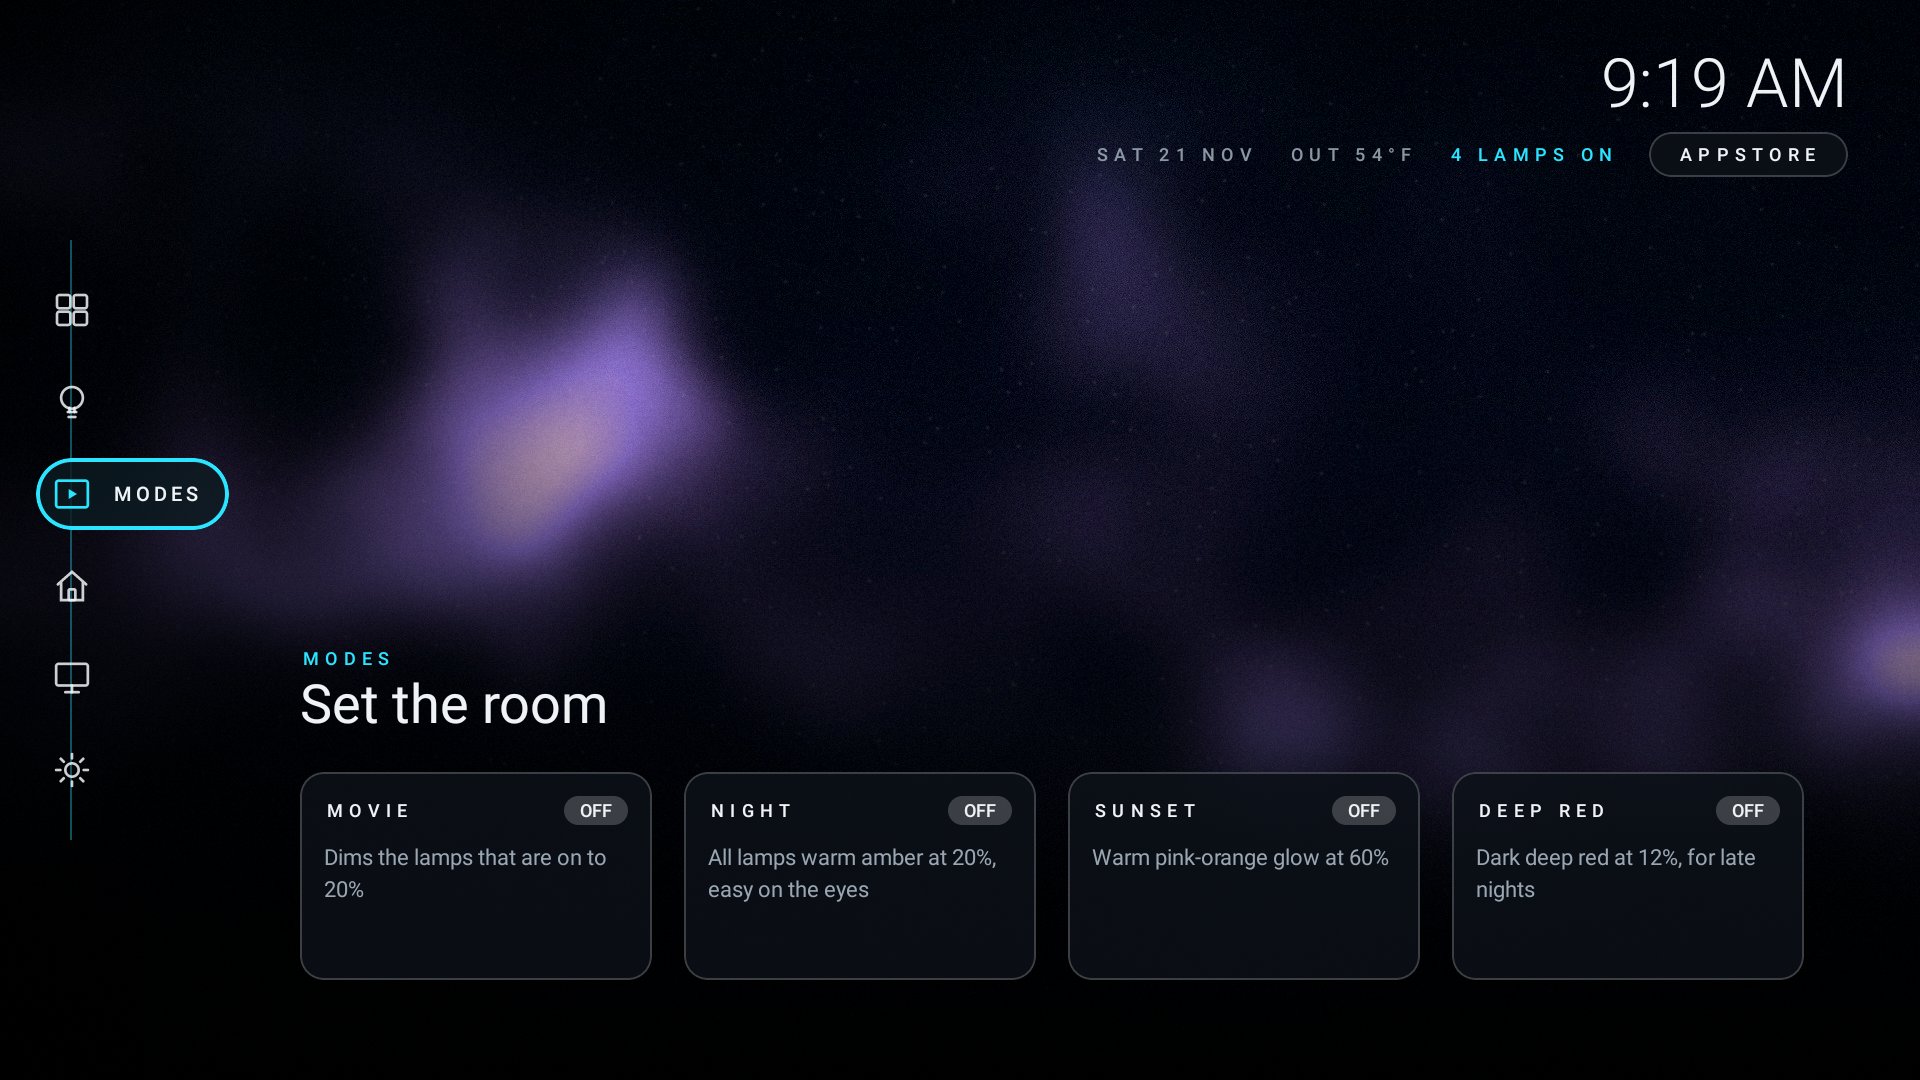 9:19 AM
SAT 21 NOV OUT 54°F 4 LAMPS ON APPSTORE
MODES
MODES
Set the room
MOVIE OFF
Dims the lamps that are on to
20%
NIGHT OFF
All lamps warm amber at 20%,
easy on the eyes
SUNSET OFF
Warm pink-orange glow at 60%
DEEP RED OFF
Dark deep red at 12%, for late
nights